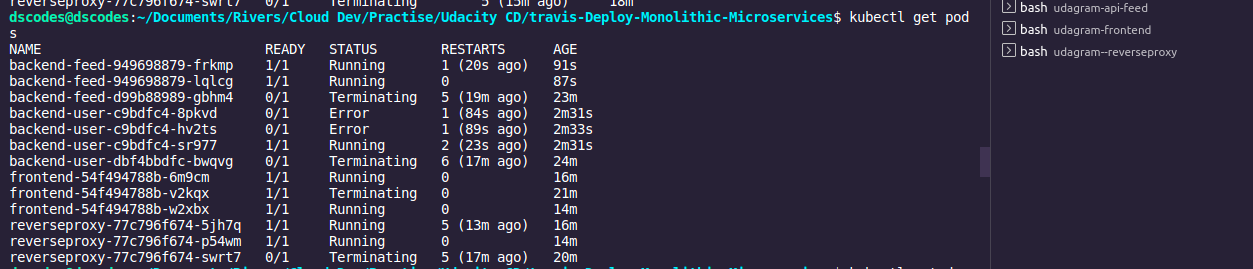 reverseproxy-77c796f674-swrt7 0/1 Terminating 5 (15m ago) 18m
dscodes@dscodes:~/Documents/Rivers/Cloud Dev/Practise/Udacity CD/travis-Deploy-Monolithic-Microservices$ kubectl get pod
s
NAME READY STATUS RESTARTS AGE
backend-feed-949698879-frkmp 1/1 Running 1 (20s ago) 91s
backend-feed-949698879-lqlcg 1/1 Running 0 87s
backend-feed-d99b88989-gbhm4 0/1 Terminating 5 (19m ago) 23m
backend-user-c9bdfc4-8pkvd 0/1 Error 1 (84s ago) 2m31s
backend-user-c9bdfc4-hv2ts 0/1 Error 1 (89s ago) 2m33s
backend-user-c9bdfc4-sr977 1/1 Running 2 (23s ago) 2m31s
backend-user-dbf4bbdfc-bwqvg 0/1 Terminating 6 (17m ago) 24m
frontend-54f494788b-6m9cm 1/1 Running 0 16m
frontend-54f494788b-v2kqx 1/1 Terminating 0 21m
frontend-54f494788b-w2xbx 1/1 Running 0 14m
reverseproxy-77c796f674-5jh7q 1/1 Running 5 (13m ago) 16m
reverseproxy-77c796f674-p54wm 1/1 Running 0 14m
reverseproxy-77c796f674-swrt7 1/1 Terminating 5 (17m ago) 20m
bash udagram-api-feed
bash udagram-frontend
bash udagram--reverseproxy